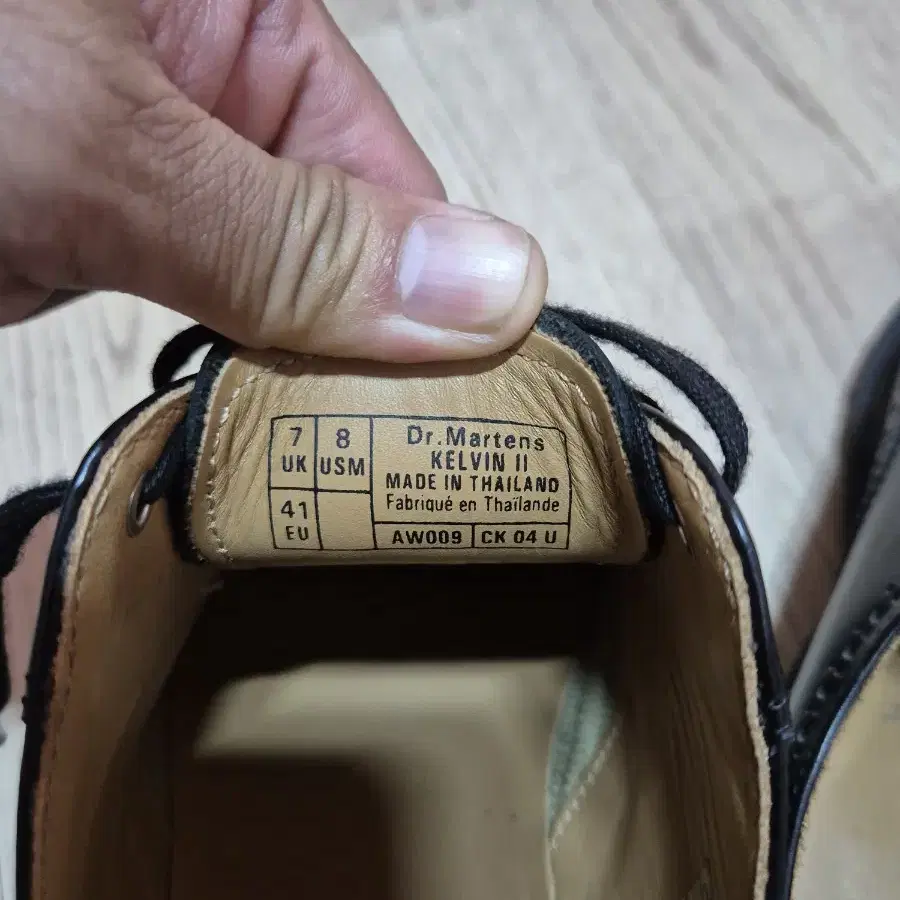 7 UK
8 USM
41 EU
Dr.Martens
KELVIN II
MADE IN THAILAND
Fabriqué en Thaïlande
AW009 CK 04 U